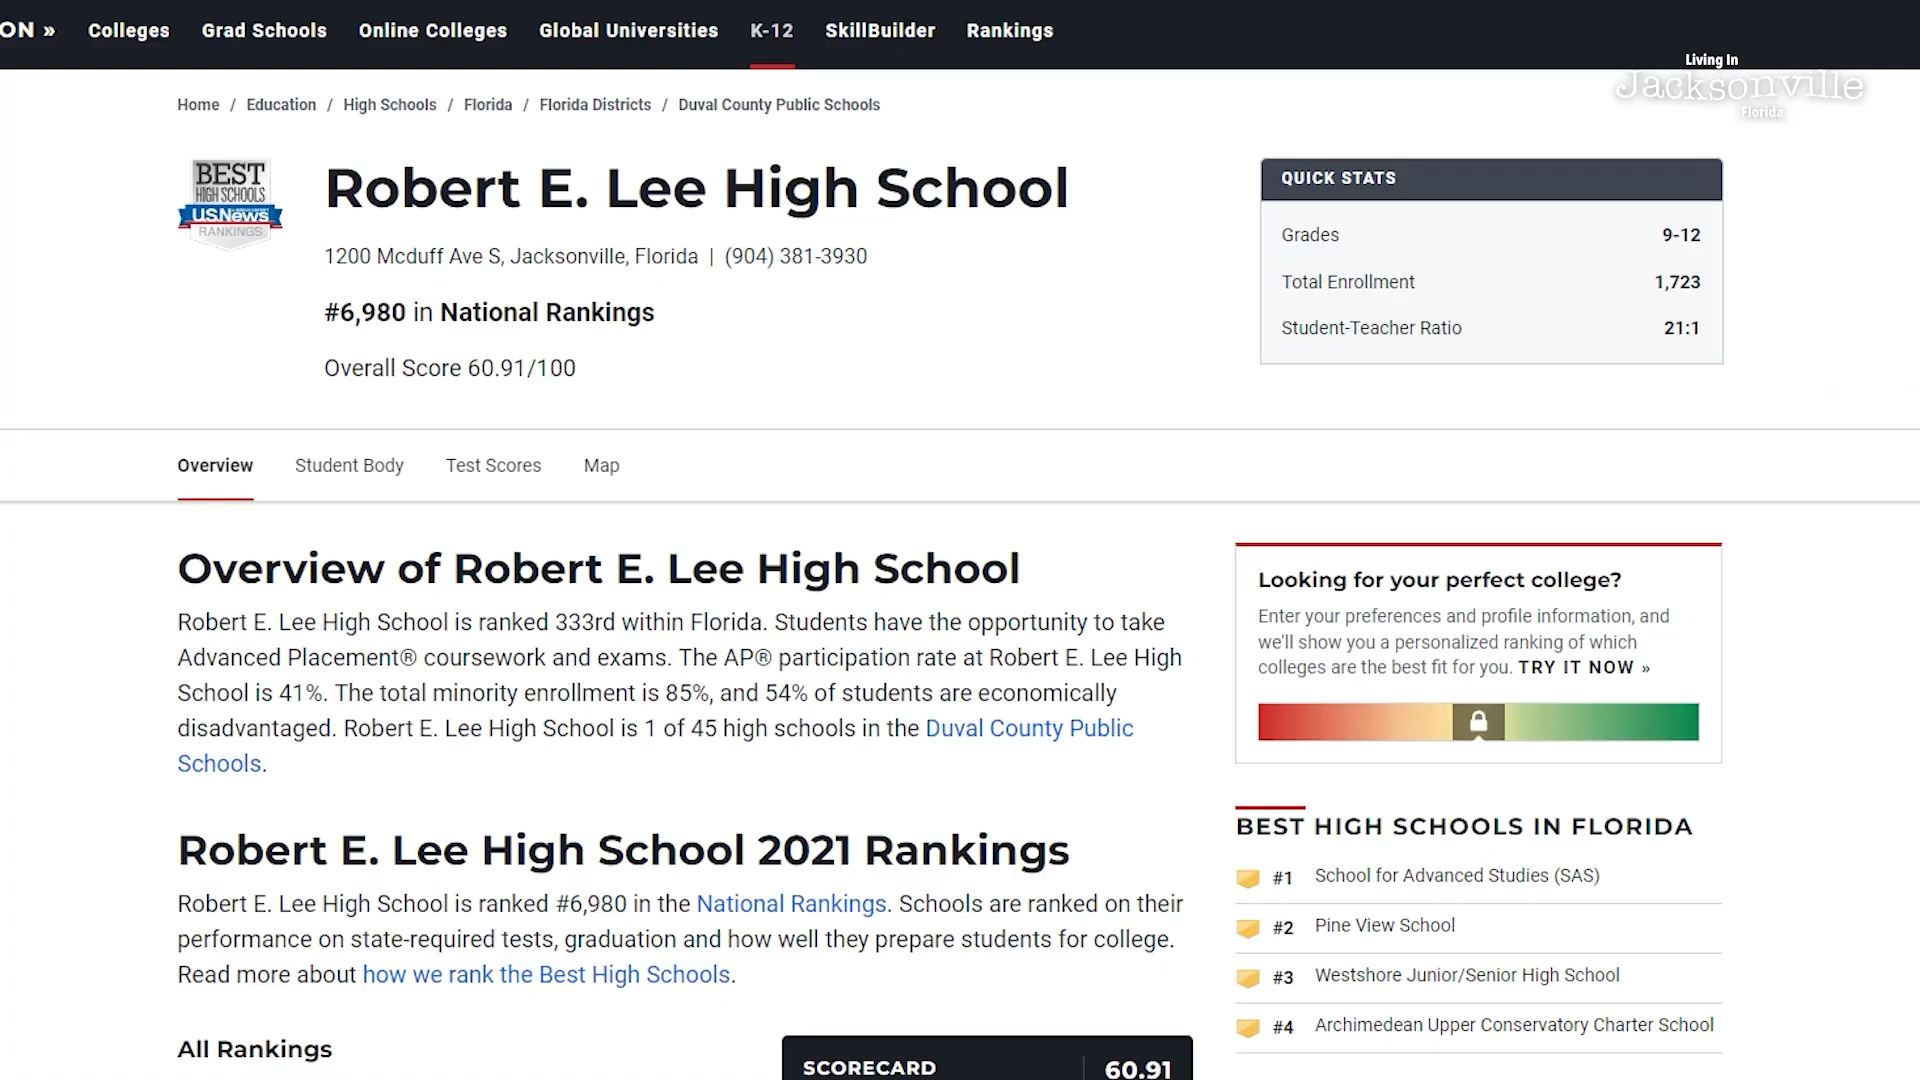 ON »
Colleges
Grad Schools
Online Colleges
Global Universities
K-12
SkillBuilder
Rankings
Living In
Jacksonville
Florida
Home / Education / High Schools / Florida / Florida Districts / Duval County Public Schools
BEST
HIGH SCHOOLS
U.S.News
RANKINGS
Robert E. Lee High School
1200 Mcduff Ave S, Jacksonville, Florida | (904) 381-3930
#6,980 in National Rankings
Overall Score 60.91/100
QUICK STATS
Grades 9-12
Total Enrollment 1,723
Student-Teacher Ratio 21:1
Overview
Student Body
Test Scores
Map
Overview of Robert E. Lee High School
Robert E. Lee High School is ranked 333rd within Florida. Students have the opportunity to take
Advanced Placement® coursework and exams. The AP® participation rate at Robert E. Lee High
School is 41%. The total minority enrollment is 85%, and 54% of students are economically
disadvantaged. Robert E. Lee High School is 1 of 45 high schools in the Duval County Public
Schools.
Robert E. Lee High School 2021 Rankings
Robert E. Lee High School is ranked #6,980 in the National Rankings. Schools are ranked on their
performance on state-required tests, graduation and how well they prepare students for college.
Read more about how we rank the Best High Schools.
All Rankings
SCORECARD 60.91
Looking for your perfect college?
Enter your preferences and profile information, and
we'll show you a personalized ranking of which
colleges are the best fit for you. TRY IT NOW »
BEST HIGH SCHOOLS IN FLORIDA
#1 School for Advanced Studies (SAS)
#2 Pine View School
#3 Westshore Junior/Senior High School
#4 Archimedean Upper Conservatory Charter School